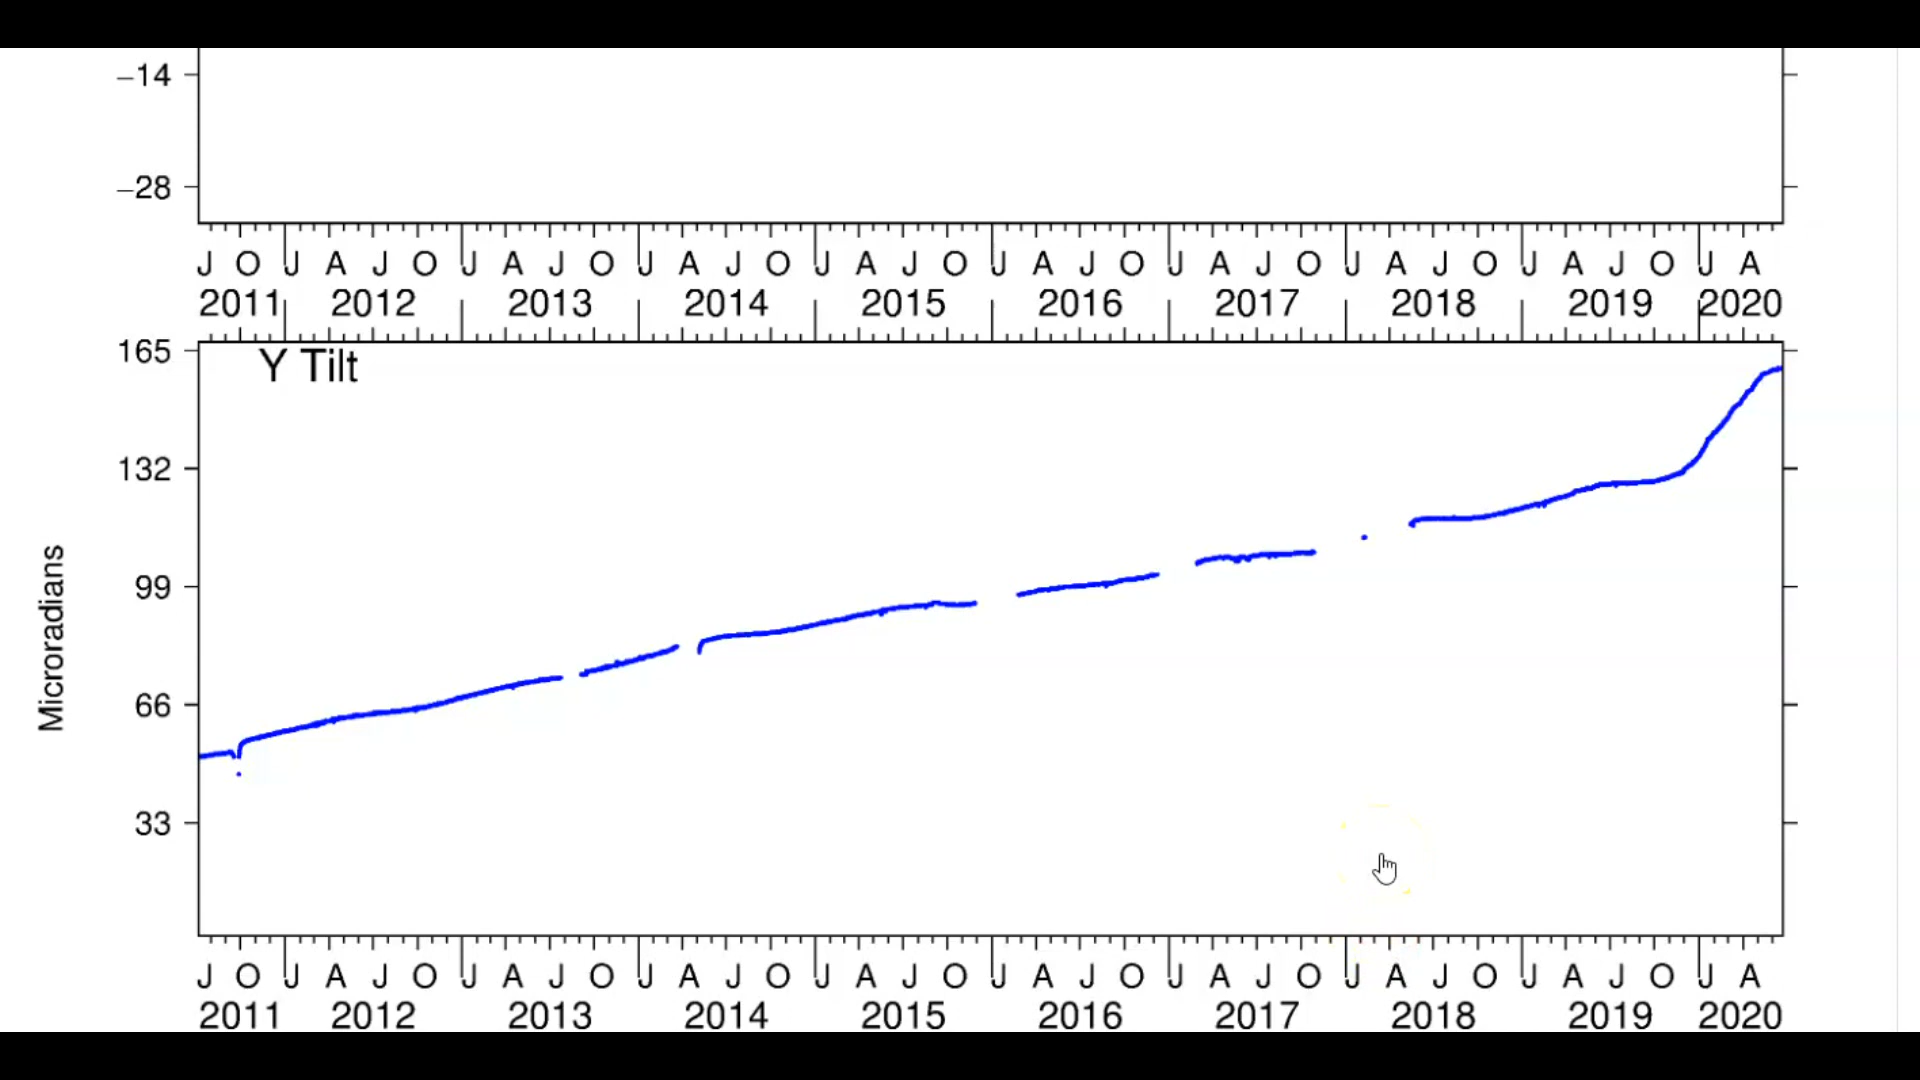 −14
−28
J O J A J O J A J O J A J O J A J O J A J O J A J O J A J O J A J O J A
2011 2012 2013 2014 2015 2016 2017 2018 2019 2020
165
Y Tilt
132
99
66
33
Microradians
J O J A J O J A J O J A J O J A J O J A J O J A J O J A J O J A J O J A
2011 2012 2013 2014 2015 2016 2017 2018 2019 2020